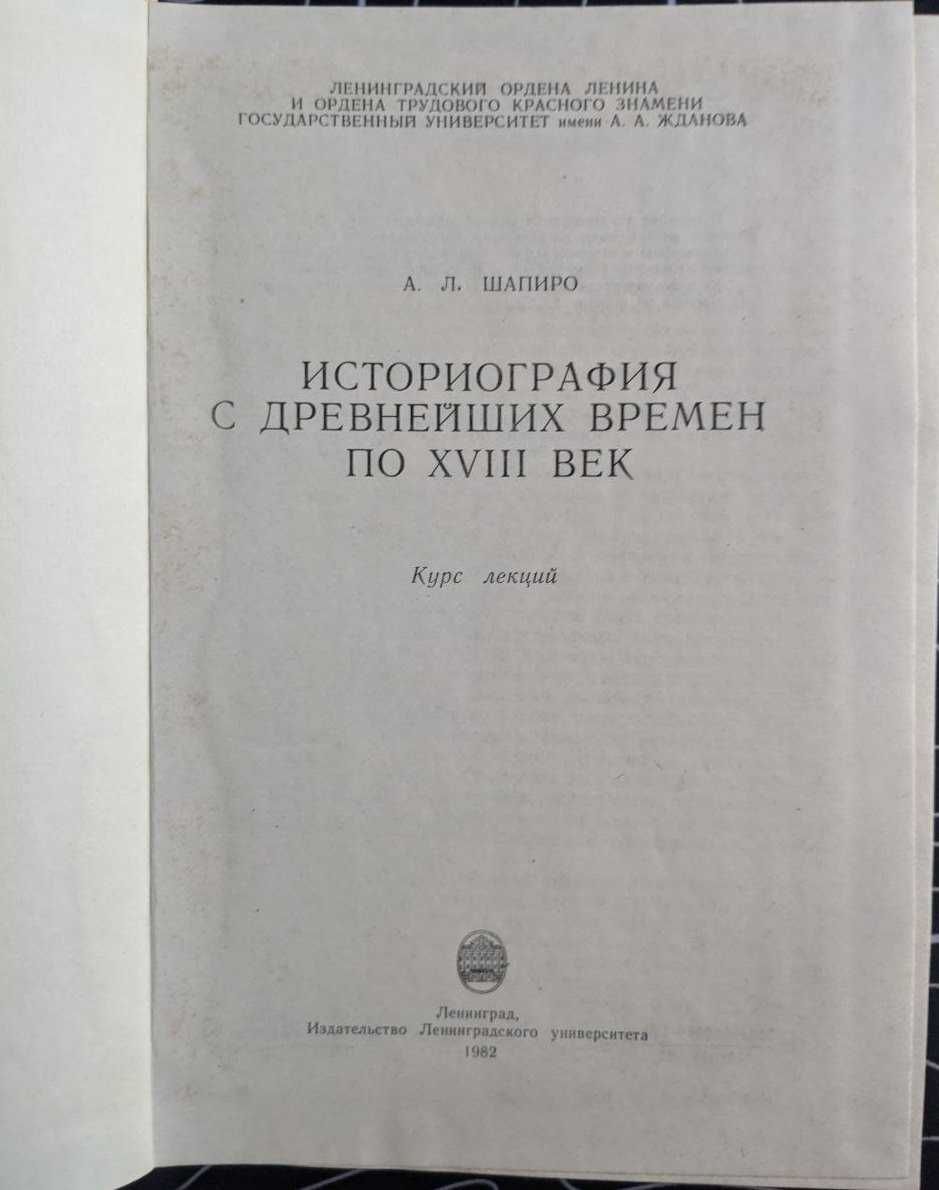 ЛЕНИНГРАДСКИЙ ОРДЕНА ЛЕНИНА
И ОРДЕНА ТРУДОВОГО КРАСНОГО ЗНАМЕНИ
ГОСУДАРСТВЕННЫЙ УНИВЕРСИТЕТ имени А. А. ЖДАНОВА
А. Л. ШАПИРО
ИСТОРИОГРАФИЯ
С ДРЕВНЕЙШИХ ВРЕМЕН
ПО XVIII ВЕК
Курс лекций
Ленинград,
Издательство Ленинградского университета
1982